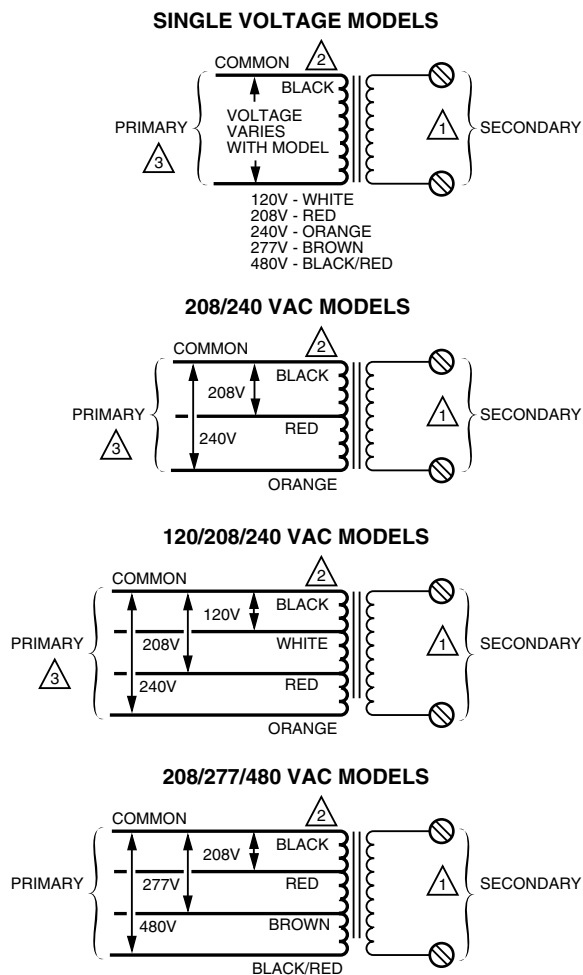 SINGLE VOLTAGE MODELS
COMMON
2
BLACK
PRIMARY
3
VOLTAGE
VARIES
WITH MODEL
1
SECONDARY
120V - WHITE
208V - RED
240V - ORANGE
277V - BROWN
480V - BLACK/RED
208/240 VAC MODELS
COMMON
2
BLACK
208V
PRIMARY
3
RED
240V
1
SECONDARY
ORANGE
120/208/240 VAC MODELS
COMMON
2
BLACK
120V
PRIMARY
3
WHITE
208V
1
SECONDARY
RED
240V
ORANGE
208/277/480 VAC MODELS
COMMON
2
BLACK
208V
PRIMARY
RED
277V
1
SECONDARY
BROWN
480V
BLACK/RED